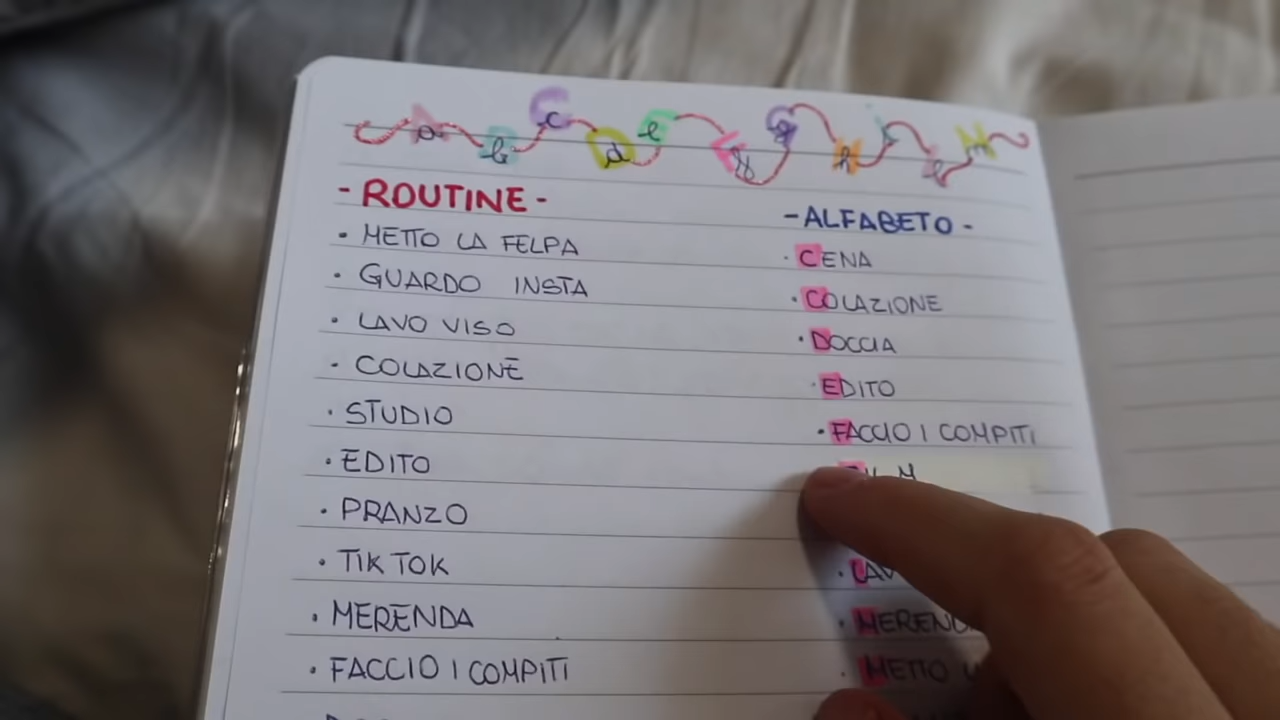 a b c d e f g h i l m
- ROUTINE -
• METTO LA FELPA
• GUARDO INSTA
• LAVO VISO
• COLAZIONE
• STUDIO
• EDITO
• PRANZO
• TIK TOK
• MERENDA
• FACCIO I COMPITI
- ALFABETO -
• CENA
• COLAZIONE
• DOCCIA
• EDITO
• FACCIO I COMPITI
• METTO